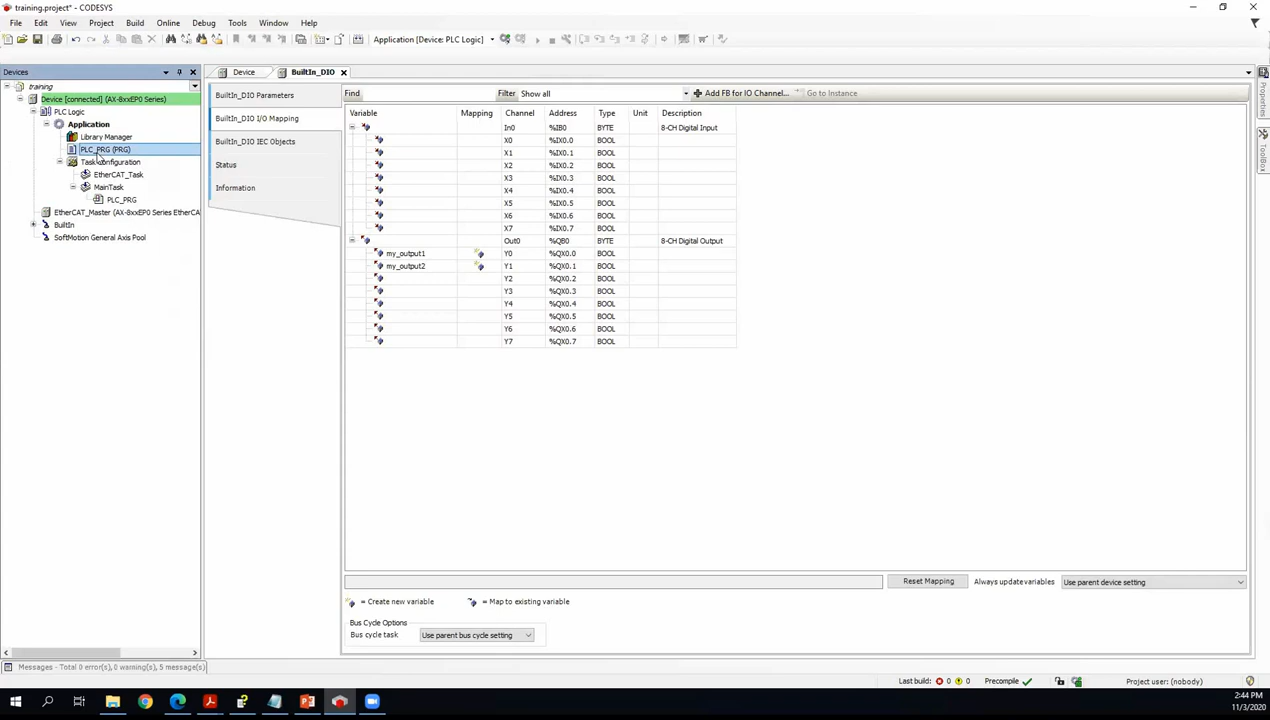 training.project* - CODESYS
File Edit View Project Build Online Debug Tools Window Help
Application [Device: PLC Logic]
Devices
training
Device [connected] (AX-8xxEP0 Series)
PLC Logic
Application
Library Manager
PLC_PRG (PRG)
Task Configuration
EtherCAT_Task
MainTask
PLC_PRG
EtherCAT_Master (AX-8xxEP0 Series EtherCA
BuiltIn
SoftMotion General Axis Pool
Device BuiltIn_DIO
BuiltIn_DIO Parameters
BuiltIn_DIO I/O Mapping
BuiltIn_DIO IEC Objects
Status
Information
Find Filter Show all Add FB for IO Channel... Go to Instance
Variable Mapping Channel Address Type Unit Description
In0 %IB0 BYTE 8-CH Digital Input
X0 %IX0.0 BOOL
X1 %IX0.1 BOOL
X2 %IX0.2 BOOL
X3 %IX0.3 BOOL
X4 %IX0.4 BOOL
X5 %IX0.5 BOOL
X6 %IX0.6 BOOL
X7 %IX0.7 BOOL
Out0 %QB0 BYTE 8-CH Digital Output
my_output1 Y0 %QX0.0 BOOL
my_output2 Y1 %QX0.1 BOOL
Y2 %QX0.2 BOOL
Y3 %QX0.3 BOOL
Y4 %QX0.4 BOOL
Y5 %QX0.5 BOOL
Y6 %QX0.6 BOOL
Y7 %QX0.7 BOOL
Reset Mapping Always update variables Use parent device setting
= Create new variable = Map to existing variable
Bus Cycle Options
Bus cycle task Use parent bus cycle setting
Properties
ToolBox
Messages - Total 0 error(s), 0 warning(s), 5 message(s)
Last build: 0 0 Precompile Project user: (nobody)
2:44 PM
11/3/2020